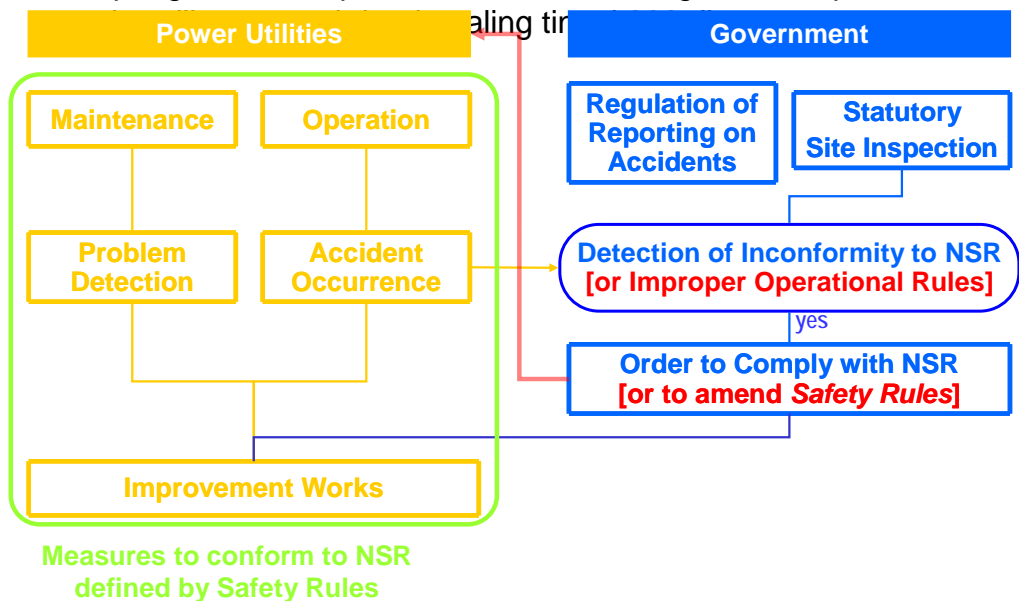 aling
Power Utilities
Government
Maintenance
Operation
Regulation of
Reporting on
Accidents
Statutory
Site Inspection
Problem
Detection
Accident
Occurrence
Detection of Inconformity to NSR
[or Improper Operational Rules]
yes
Order to Comply with NSR
[or to amend Safety Rules]
Improvement Works
Measures to conform to NSR
defined by Safety Rules